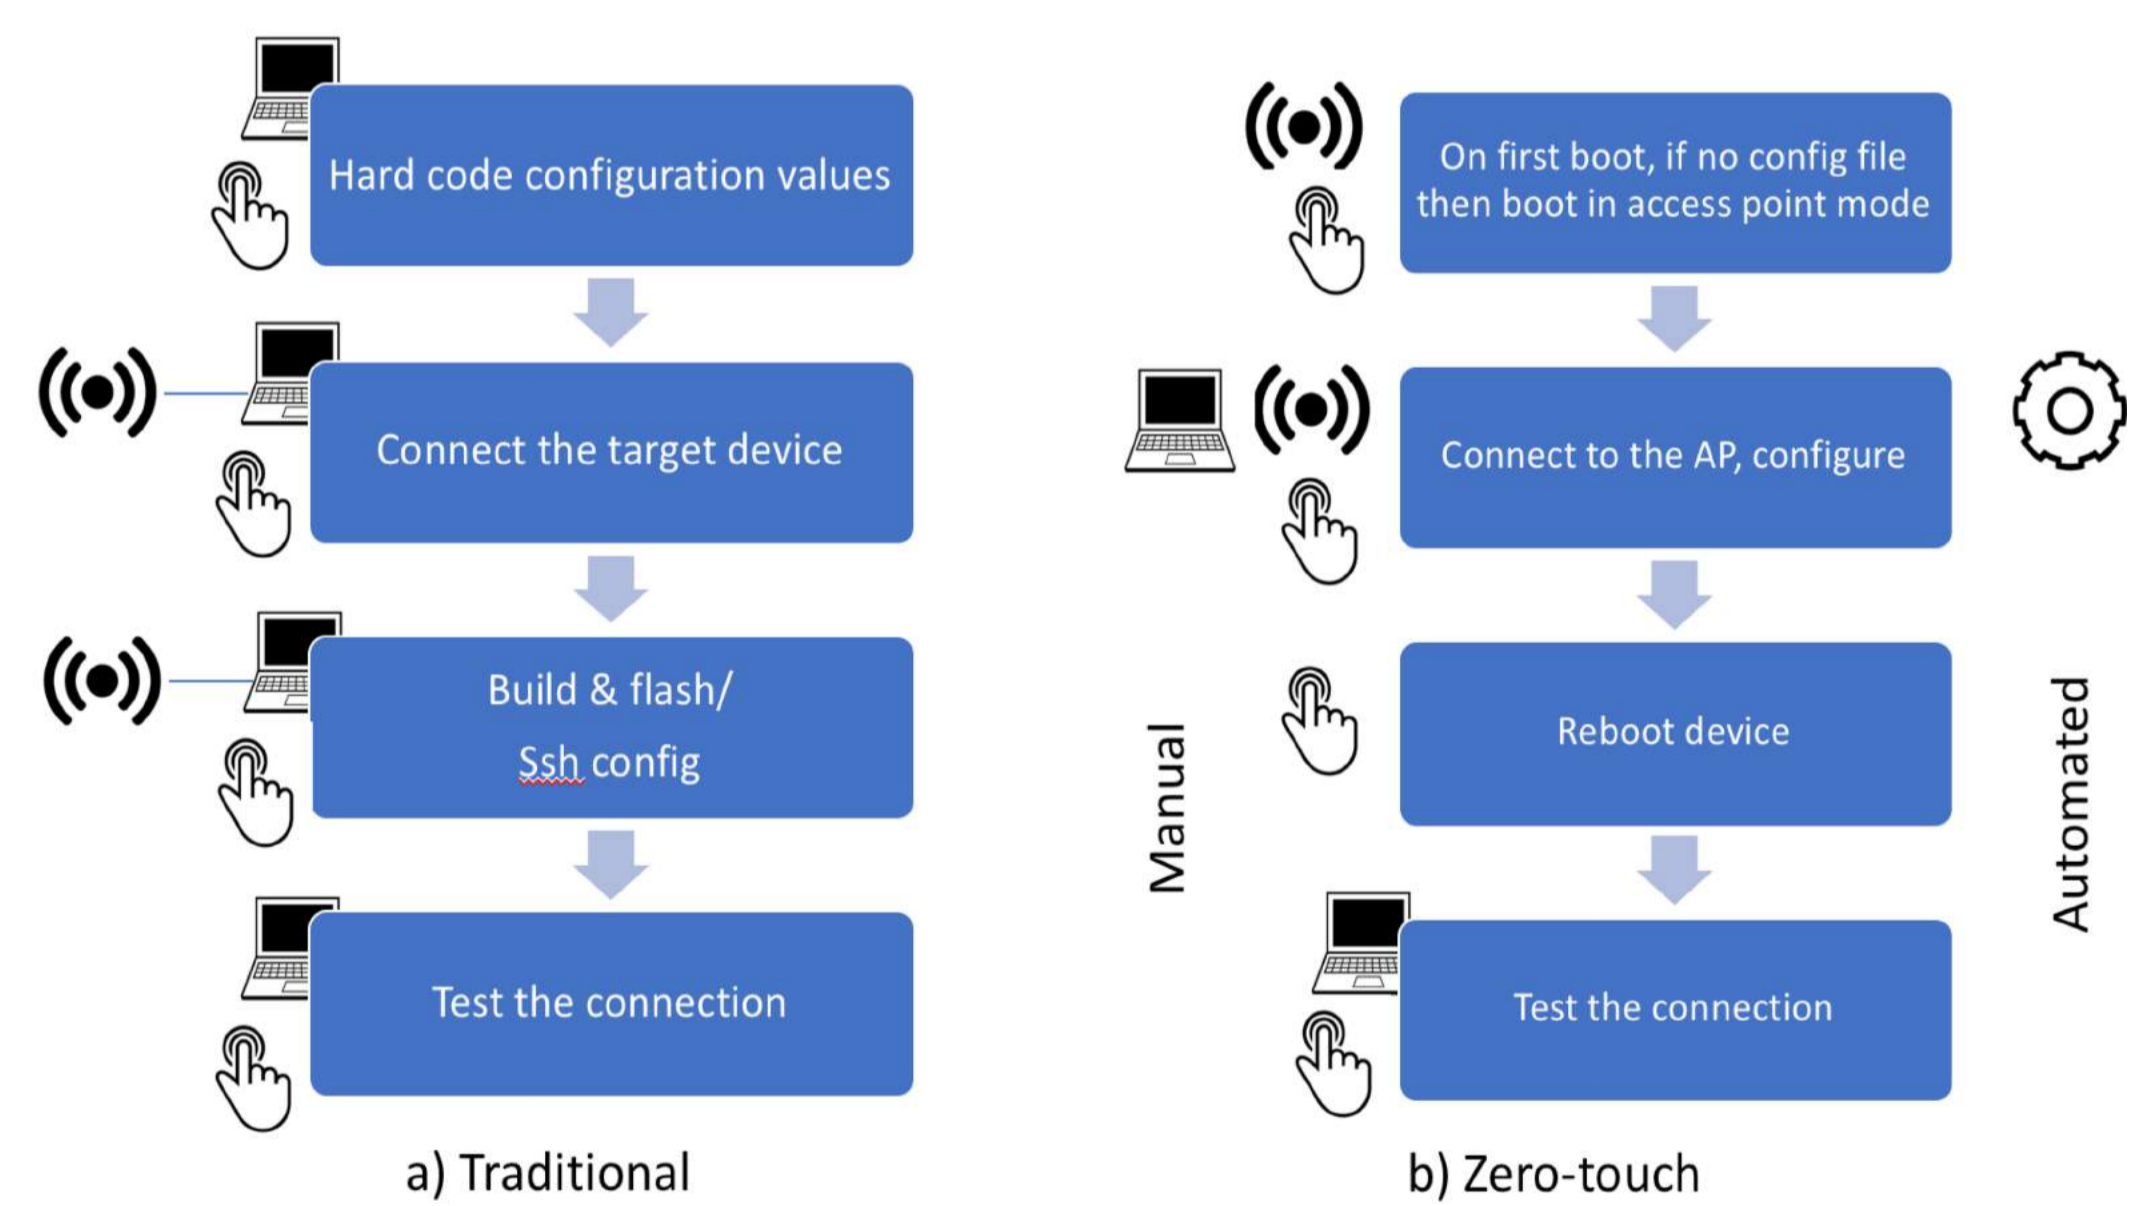 Hard code configuration values
Connect the target device
Build & flash/
Ssh config
Test the connection
a) Traditional
On first boot, if no config file
then boot in access point mode
Connect to the AP, configure
Reboot device
Test the connection
Manual
Automated
b) Zero-touch